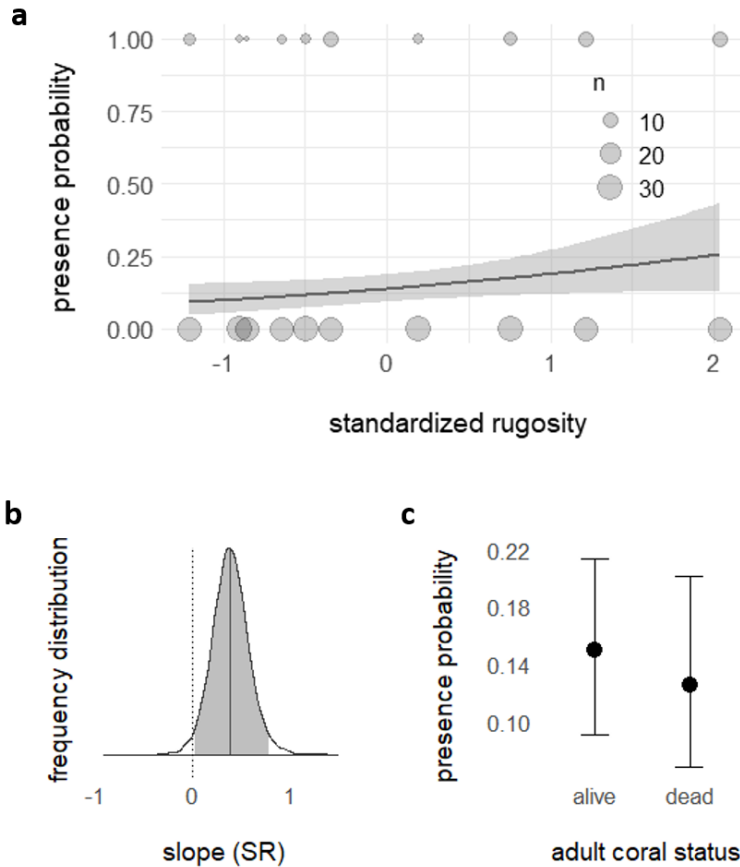 a
presence probability
1.00
0.75
0.50
0.25
0.00
n
10
20
30
-1
0
1
2
standardized rugosity
b
frequency distribution
-1
0
1
slope (SR)
c
presence probability
0.22
0.18
0.14
0.10
alive
dead
adult coral status